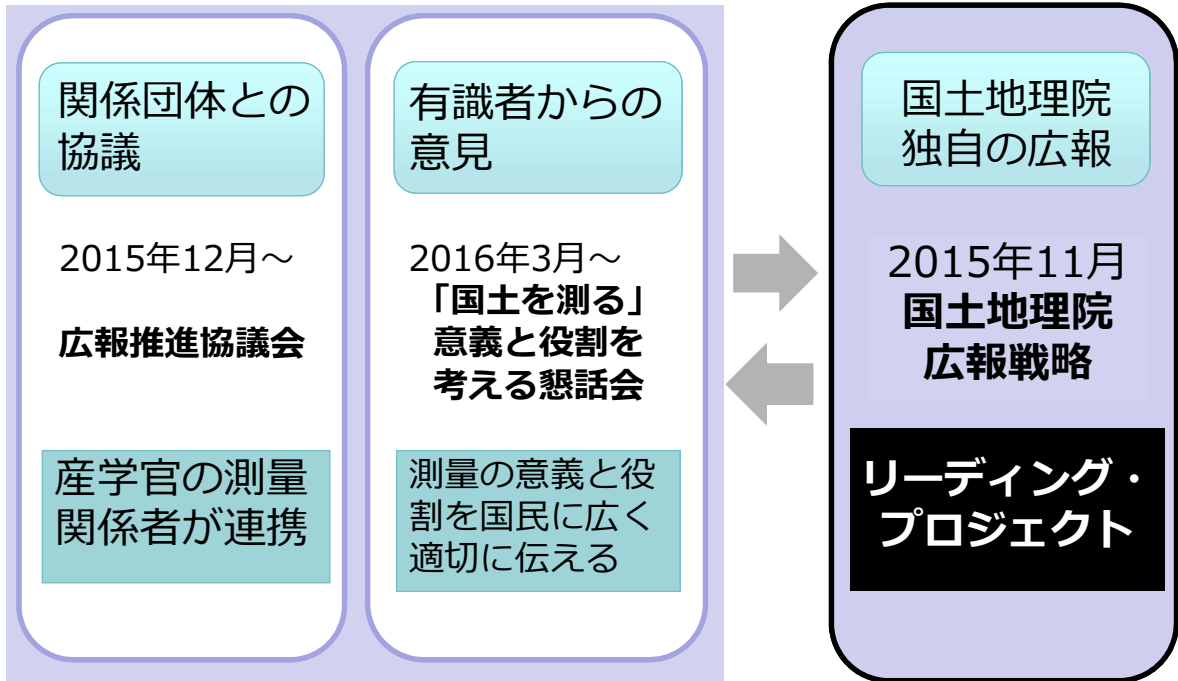 関係団体との
協議
2015年12月～
広報推進協議会
産学官の測量
関係者が連携
有識者からの
意見
2016年3月～
「国土を測る」
意義と役割を
考える懇話会
測量の意義と役
割を国民に広く
適切に伝える
国土地理院
独自の広報
2015年11月
国土地理院
広報戦略
リーディング・
プロジェクト